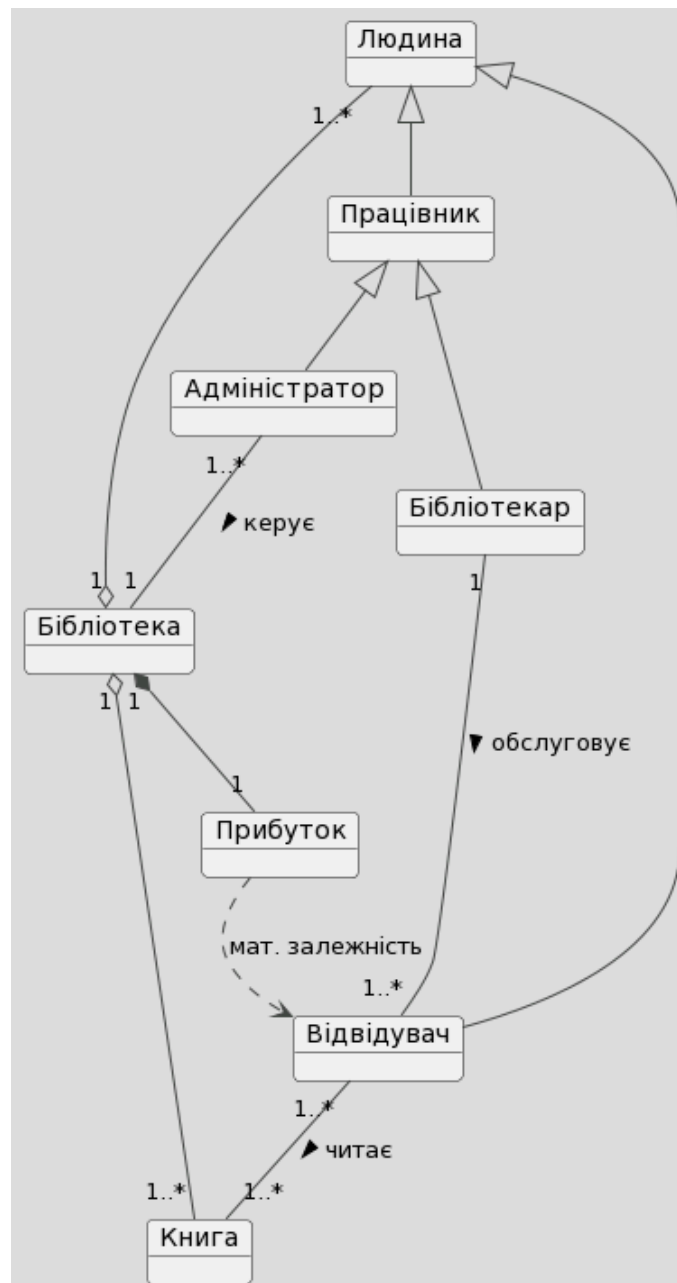 Людина
1..*
Працівник
Адміністратор
1..*
керує
Бібліотекар
1
1
1
Бібліотека
1
1
обслуговує
1
Прибуток
мат. залежність
1..*
Відвідувач
1..*
читає
1..*
1..*
Книга